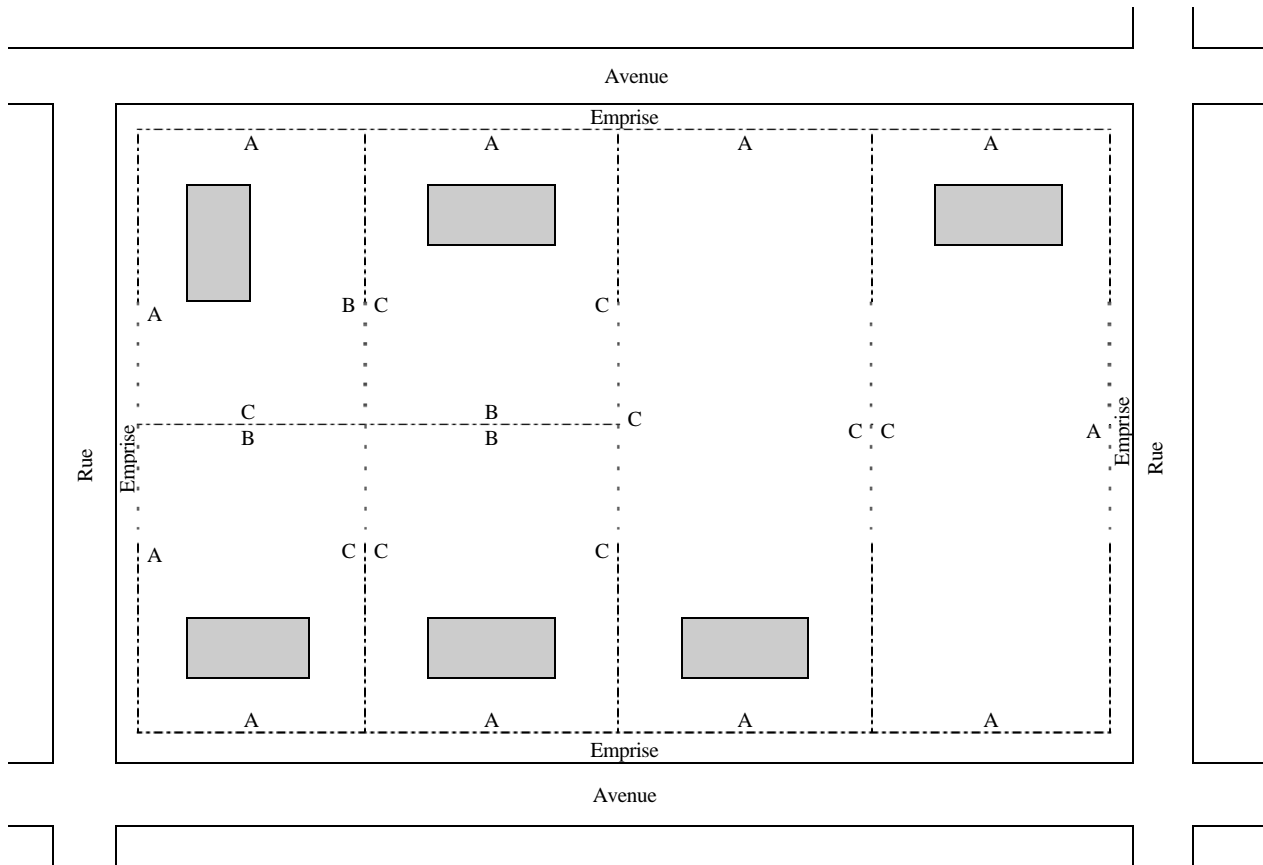 Avenue
Emprise
A A A A
A B C C
C B
B B
C
C C A
Rue Emprise Emprise Rue
A C C C
A A A A
Emprise
Avenue